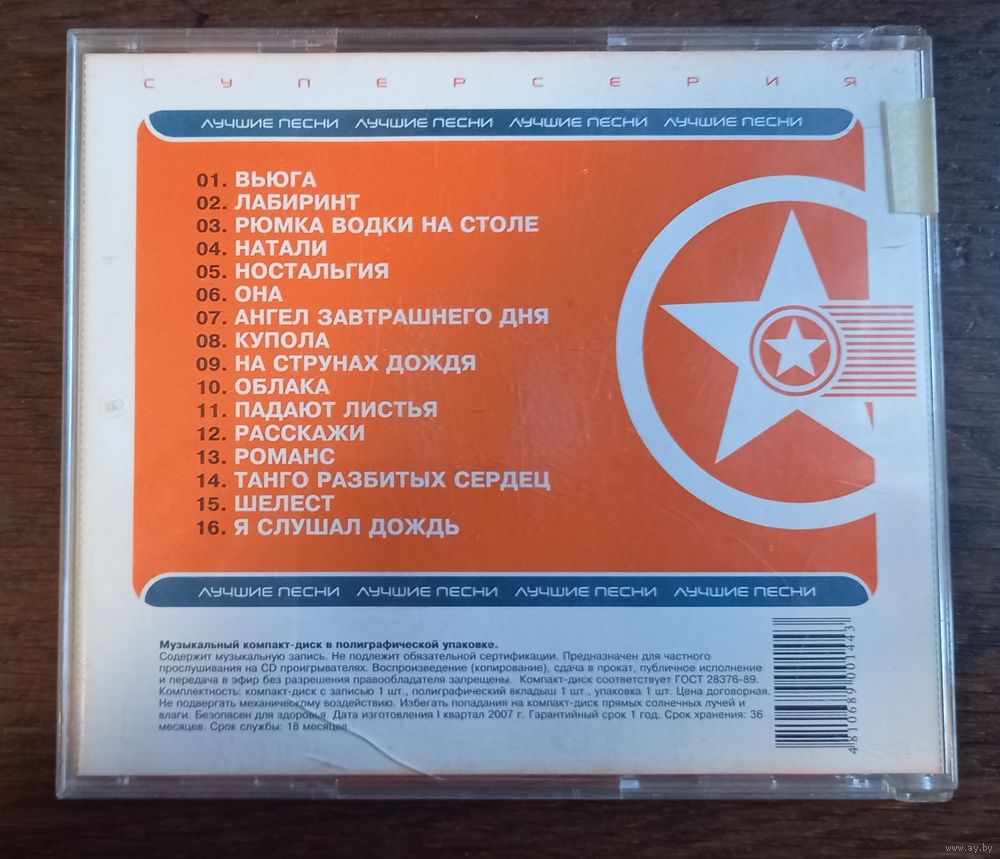 СУПЕРСЕРИЯ
ЛУЧШИЕ ПЕСНИ ЛУЧШИЕ ПЕСНИ ЛУЧШИЕ ПЕСНИ ЛУЧШИЕ ПЕСНИ
01. ВЬЮГА
02. ЛАБИРИНТ
03. РЮМКА ВОДКИ НА СТОЛЕ
04. НАТАЛИ
05. НОСТАЛЬГИЯ
06. ОНА
07. АНГЕЛ ЗАВТРАШНЕГО ДНЯ
08. КУПОЛА
09. НА СТРУНАХ ДОЖДЯ
10. ОБЛАКА
11. ПАДАЮТ ЛИСТЬЯ
12. РАССКАЖИ
13. РОМАНС
14. ТАНГО РАЗБИТЫХ СЕРДЕЦ
15. ШЕЛЕСТ
16. Я СЛУШАЛ ДОЖДЬ
ЛУЧШИЕ ПЕСНИ ЛУЧШИЕ ПЕСНИ ЛУЧШИЕ ПЕСНИ ЛУЧШИЕ ПЕСНИ
Музыкальный компакт-диск в полиграфической упаковке.
Содержит музыкальную запись. Не подлежит обязательной сертификации. Предназначен для частного
прослушивания на CD проигрывателях. Воспроизведение (копирование), сдача в прокат, публичное исполнение
и передача в эфир без разрешения правообладателя запрещены. Компакт-диск соответствует ГОСТ 28376-89.
Комплектность: компакт-диск с записью 1 шт., полиграфический вкладыш 1 шт., упаковка 1 шт. Цена договорная.
Не подвергать механическому воздействию. Избегать попадания на компакт-диск прямых солнечных лучей и
влаги. Безопасен для здоровья. Дата изготовления I квартал 2007 г. Гарантийный срок 1 год. Срок хранения: 36
месяцев. Срок службы: 18 месяцев.
4810689001443
www.ay.by